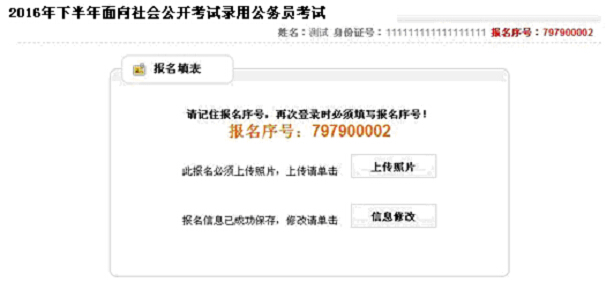 2016年下半年面向社会公开考试录用公务员考试
姓名：测试 身份证号：111111111111111111 报名序号：797900002
报名填表
请记住报名序号，再次登录时必须填写报名序号！
报名序号：797900002
此报名必须上传照片，上传请单击 上传照片
报名信息已成功保存，修改请单击 信息修改